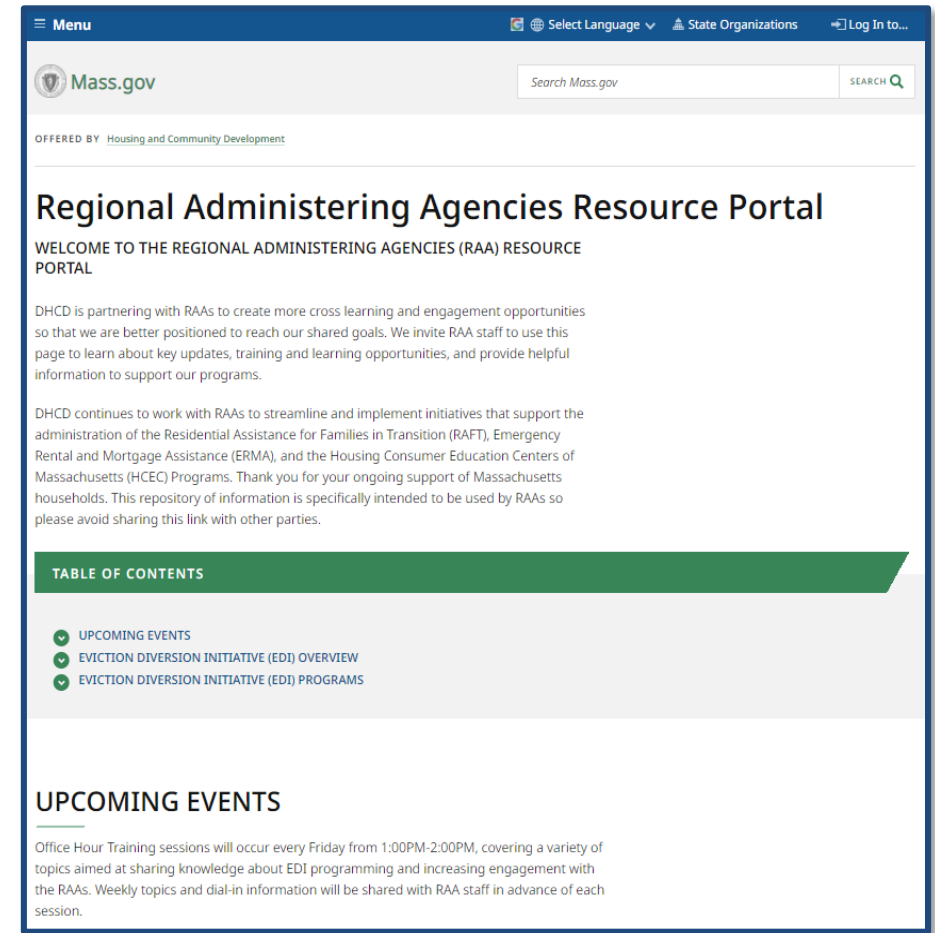 Menu
Select Language
State Organizations
Log In to...
Mass.gov
Search Mass.gov
SEARCH
OFFERED BY Housing and Community Development
Regional Administering Agencies Resource Portal
WELCOME TO THE REGIONAL ADMINISTERING AGENCIES (RAA) RESOURCE
PORTAL
DHCD is partnering with RAAs to create more cross learning and engagement opportunities
so that we are better positioned to reach our shared goals. We invite RAA staff to use this
page to learn about key updates, training and learning opportunities, and provide helpful
information to support our programs.
DHCD continues to work with RAAs to streamline and implement initiatives that support the
administration of the Residential Assistance for Families in Transition (RAFT), Emergency
Rental and Mortgage Assistance (ERMA), and the Housing Consumer Education Centers of
Massachusetts (HCEC) Programs. Thank you for your ongoing support of Massachusetts
households. This repository of information is specifically intended to be used by RAAs so
please avoid sharing this link with other parties.
TABLE OF CONTENTS
UPCOMING EVENTS
EVICTION DIVERSION INITIATIVE (EDI) OVERVIEW
EVICTION DIVERSION INITIATIVE (EDI) PROGRAMS
UPCOMING EVENTS
Office Hour Training sessions will occur every Friday from 1:00PM-2:00PM, covering a variety of
topics aimed at sharing knowledge about EDI programming and increasing engagement with
the RAAs. Weekly topics and dial-in information will be shared with RAA staff in advance of each
session.